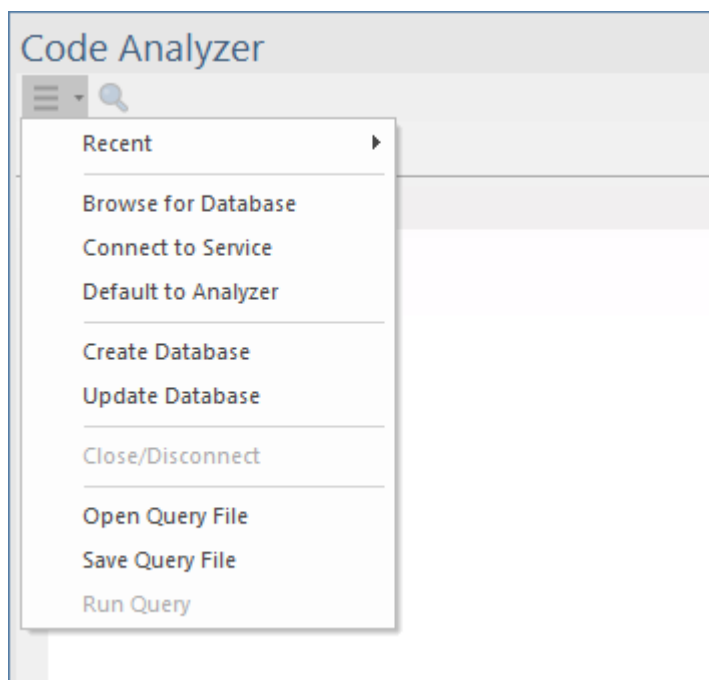 Code Analyzer
Recent
Browse for Database
Connect to Service
Default to Analyzer
Create Database
Update Database
Close/Disconnect
Open Query File
Save Query File
Run Query